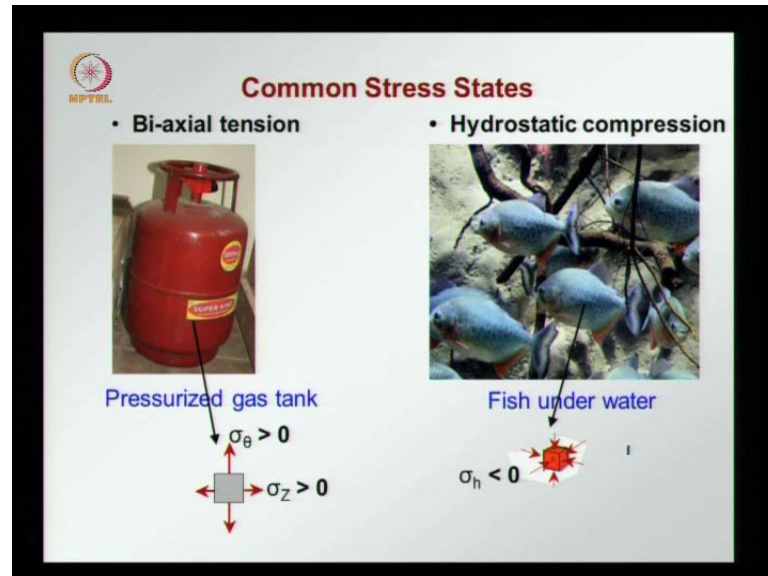 NPTEL
Common Stress States
• Bi-axial tension
• Hydrostatic compression
SUPER
Pressurized gas tank
Fish under water
σθ > 0
σZ > 0
σh < 0